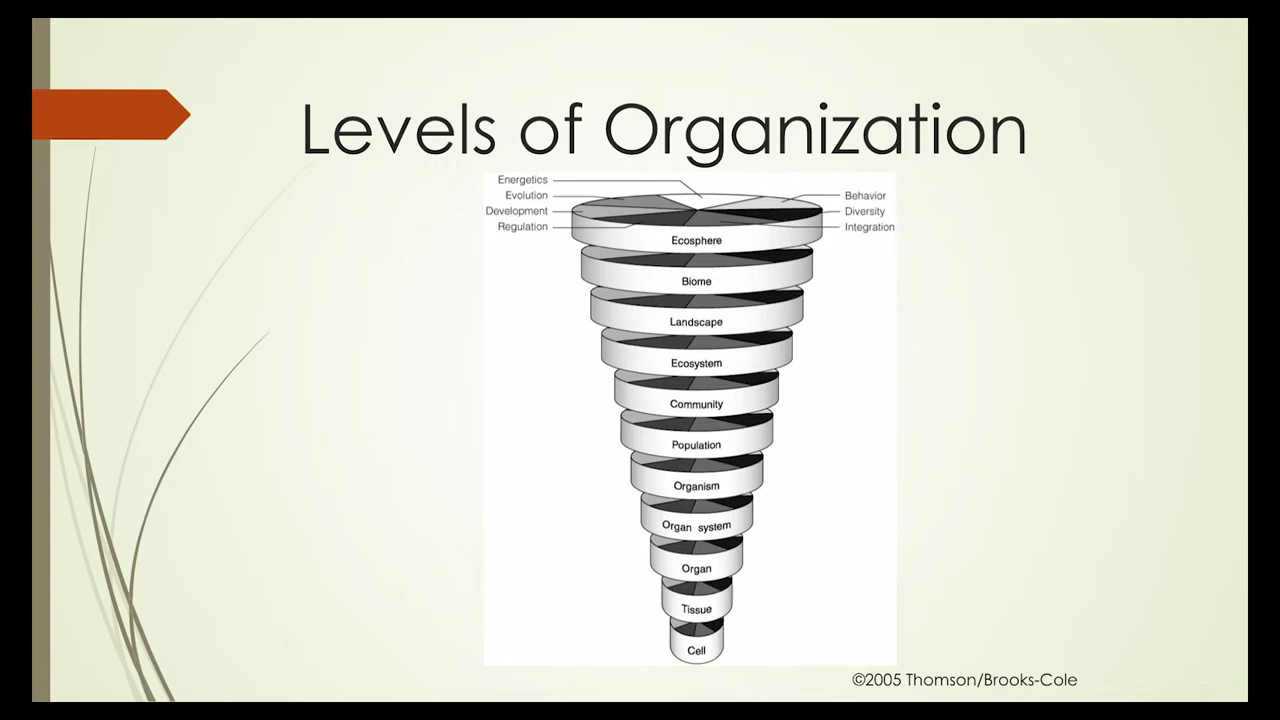 Levels of Organization
Energetics
Evolution
Development
Regulation
Behavior
Diversity
Integration
Ecosphere
Biome
Landscape
Ecosystem
Community
Population
Organism
Organ system
Organ
Tissue
Cell
©2005 Thomson/Brooks-Cole